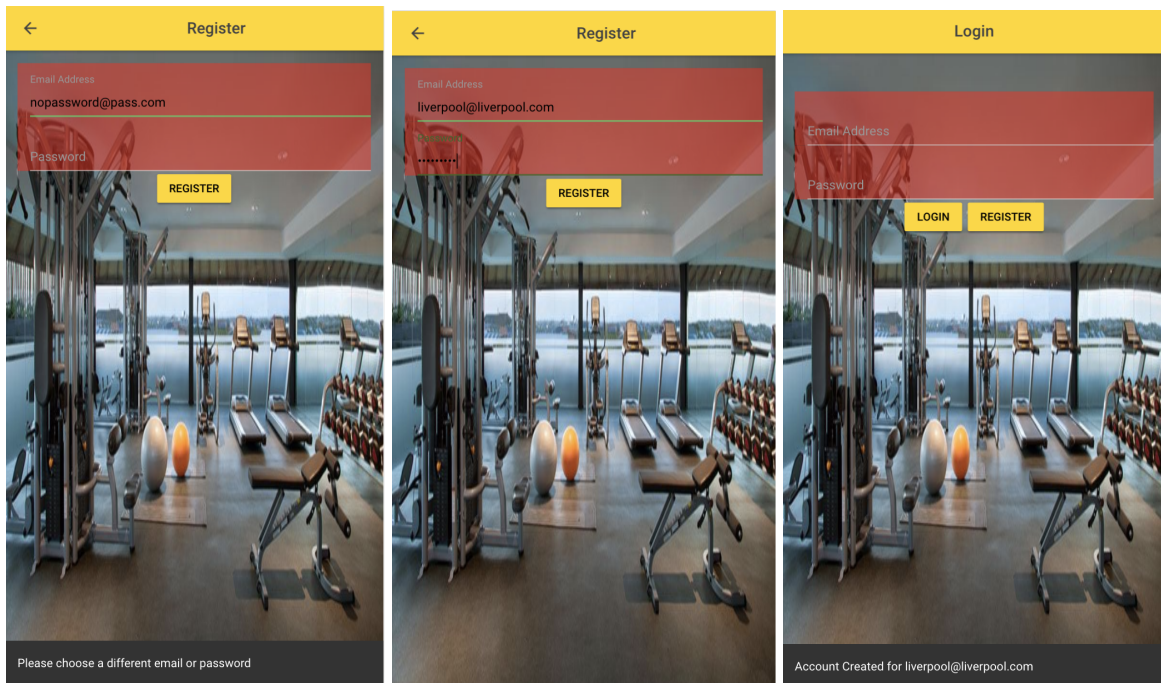 Register
Email Address
nopassword@pass.com
Password
REGISTER
Please choose a different email or password
Register
Email Address
liverpool@liverpool.com
Password
•••••••••
REGISTER
Login
Email Address
Password
LOGIN REGISTER
Account Created for liverpool@liverpool.com